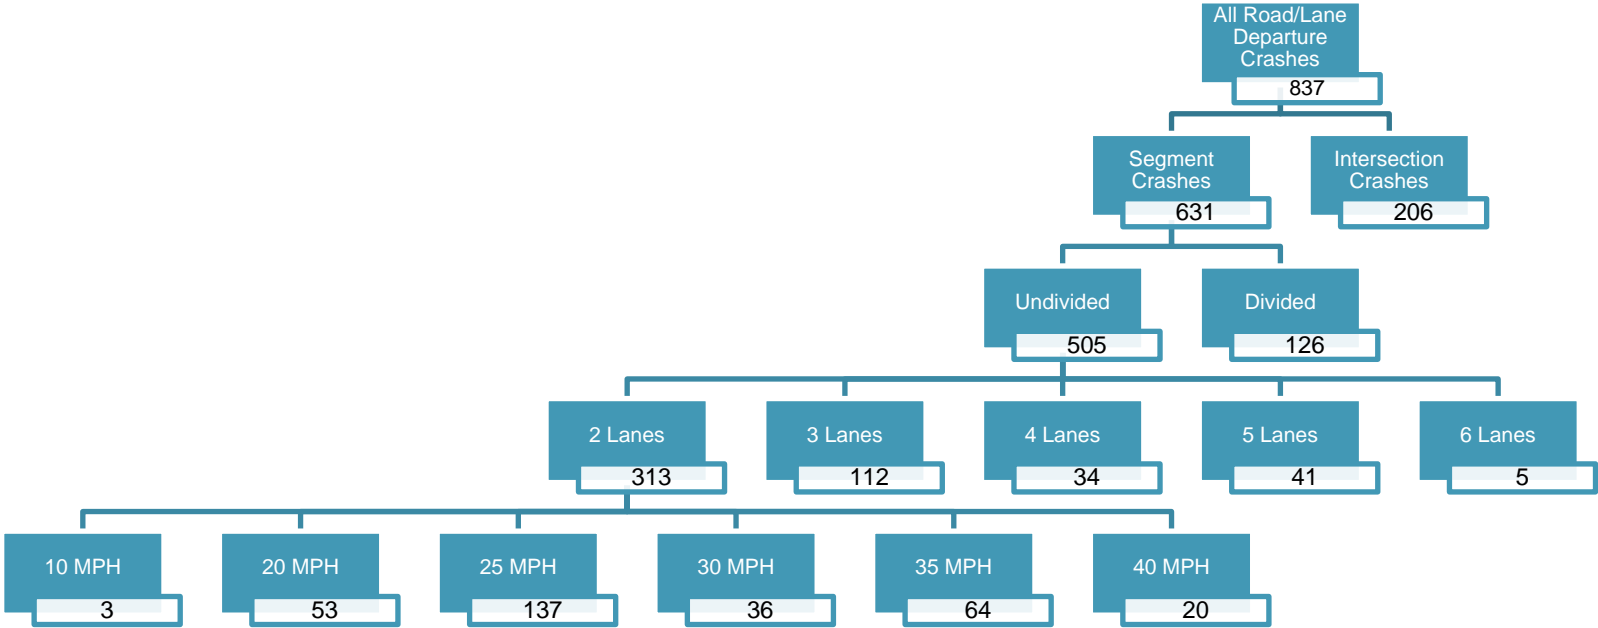 All Road/Lane
Departure
Crashes
837
Segment
Crashes
631
Intersection
Crashes
206
Undivided
505
Divided
126
2 Lanes
313
3 Lanes
112
4 Lanes
34
5 Lanes
41
6 Lanes
5
10 MPH
3
20 MPH
53
25 MPH
137
30 MPH
36
35 MPH
64
40 MPH
20